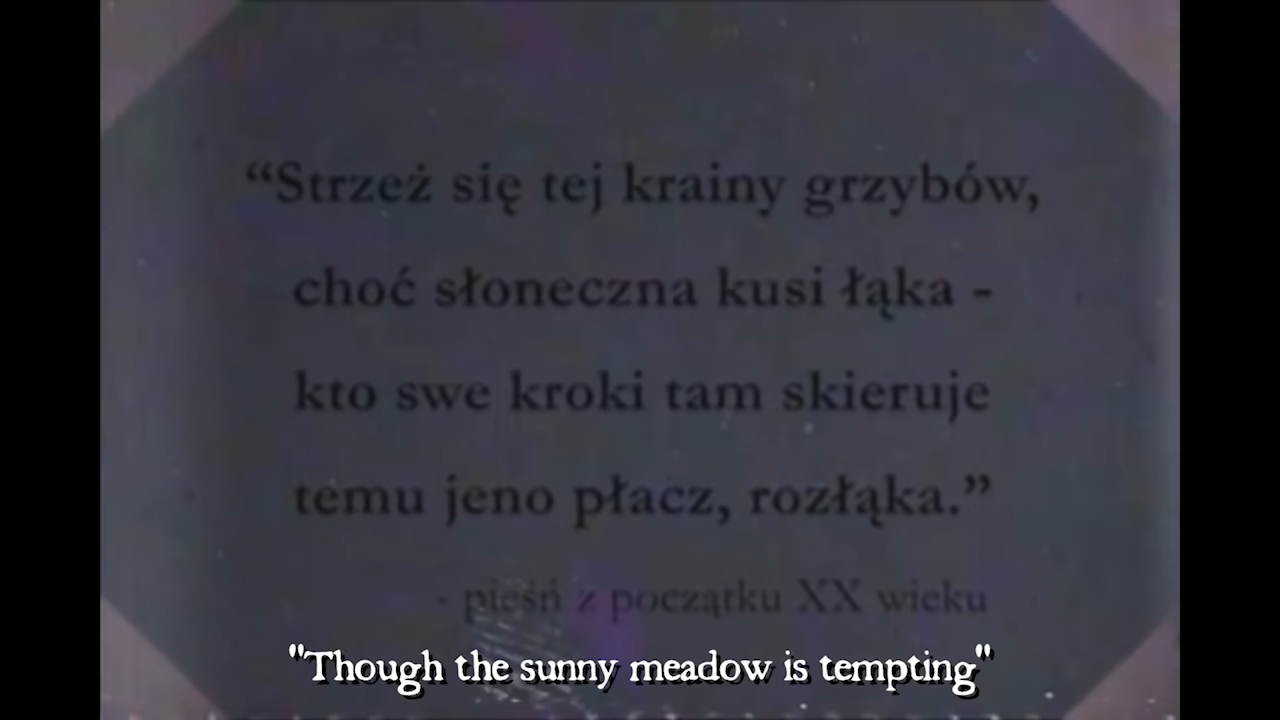 “Strzeż się tej krainy grzybów,
choć słoneczna kusi łąka -
kto swe kroki tam skieruje
temu jeno płacz, rozłąka.”
- pieśń z początku XX wieku
"Though the sunny meadow is tempting"